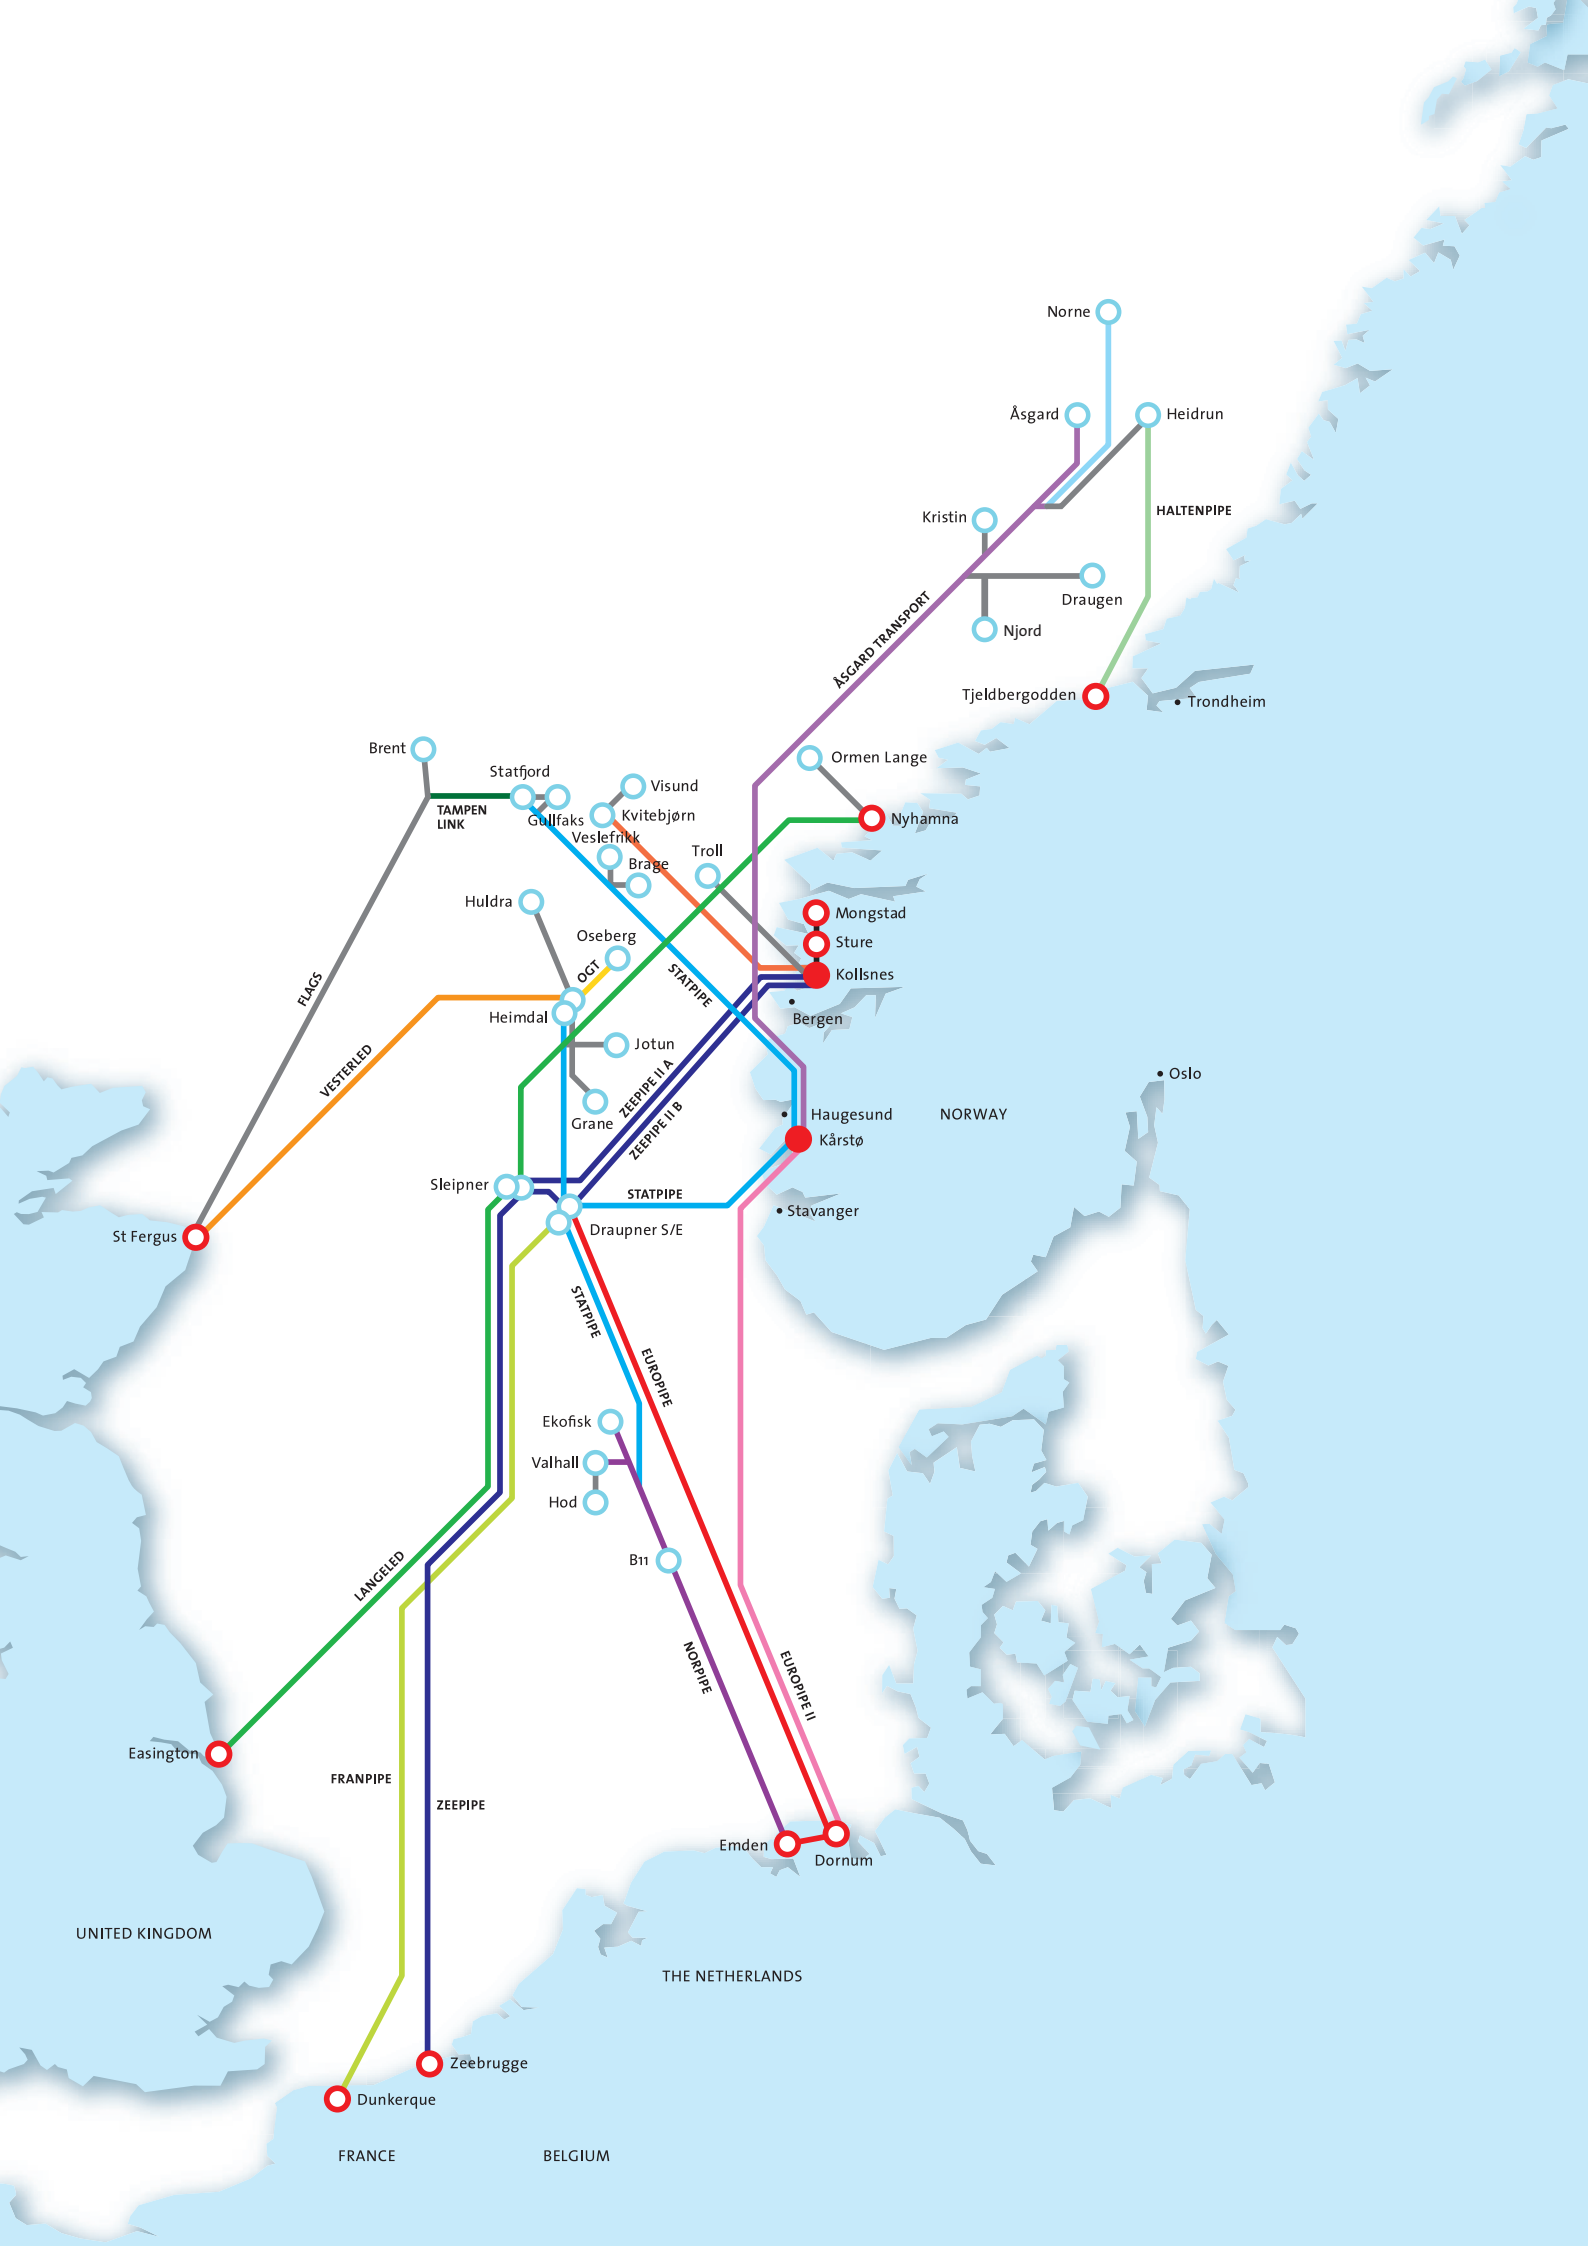 Norne
Åsgard
Heidrun
HALTENPIPE
Kristin
Draugen
Njord
ÅSGARD TRANSPORT
Tjeldbergodden
Trondheim
Brent
Statfjord
Ormen Lange
Visund
TAMPEN
LINK
Gullfaks
Kvitebjørn
Nyhamna
Veslefrikk
Troll
Brage
Huldra
Mongstad
Oseberg
Sture
OGT
STATPIPE
Kollsnes
FLAGS
Heimdal
Bergen
Jotun
VESTERLED
ZEEPIPE II A
Oslo
Grane
ZEEPIPE II B
Haugesund
NORWAY
Kårstø
Sleipner
STATPIPE
Stavanger
St Fergus
Draupner S/E
STATPIPE
EUROPIPE
Ekofisk
Valhall
Hod
B11
LANGELED
NORPIPE
EUROPIPE II
Easington
FRANPIPE
ZEEPIPE
Emden
Dornum
UNITED KINGDOM
THE NETHERLANDS
Zeebrugge
Dunkerque
FRANCE
BELGIUM